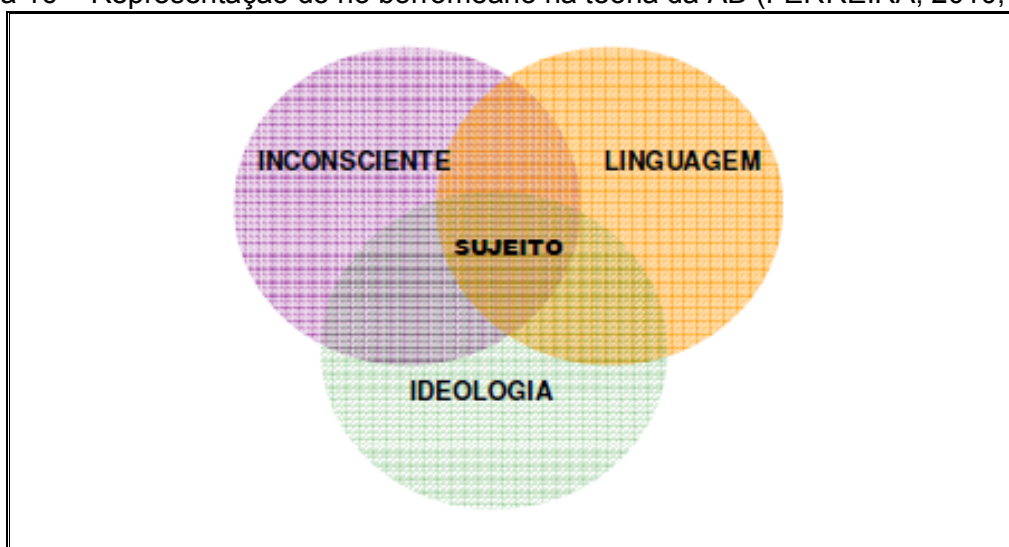 Representação do nó borromeano na teoria da AD (FERREIRA, 2010,
INCONSCIENTE
LINGUAGEM
SUJEITO
IDEOLOGIA